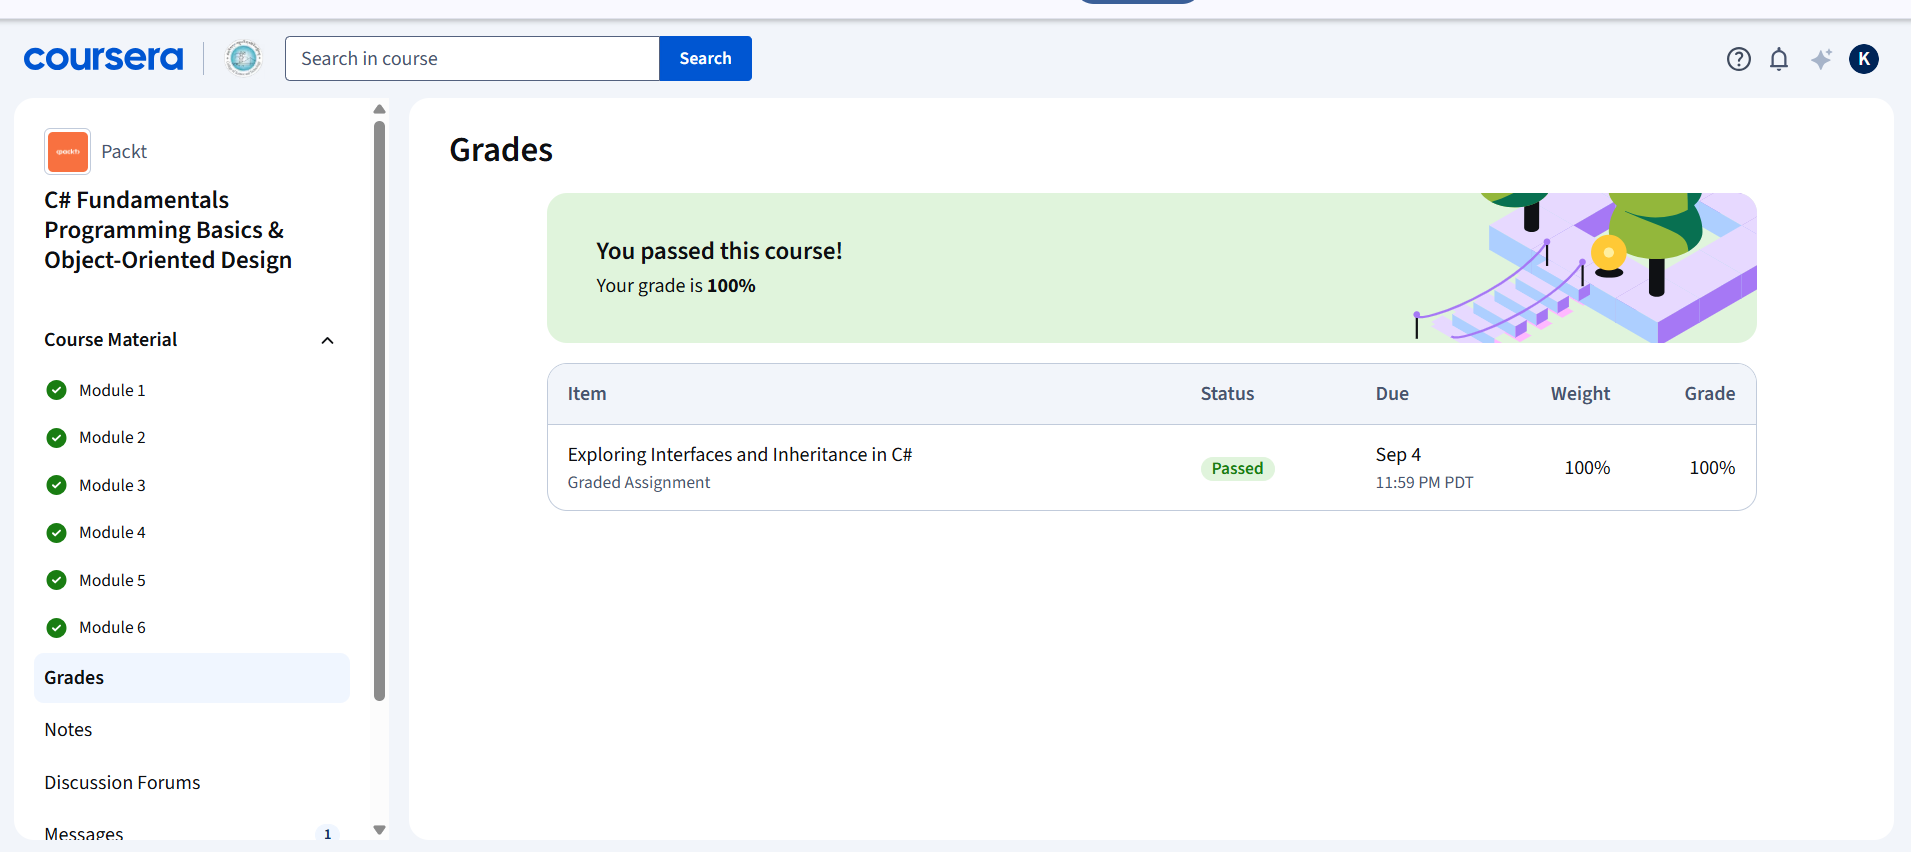 coursera
Search in course
Search
K
packt
Packt
C# Fundamentals
Programming Basics &
Object-Oriented Design
Course Material
Module 1
Module 2
Module 3
Module 4
Module 5
Module 6
Grades
Notes
Discussion Forums
Messages
1
Grades
You passed this course!
Your grade is 100%
Item Status Due Weight Grade
Exploring Interfaces and Inheritance in C#
Graded Assignment
Passed
Sep 4
11:59 PM PDT
100%
100%